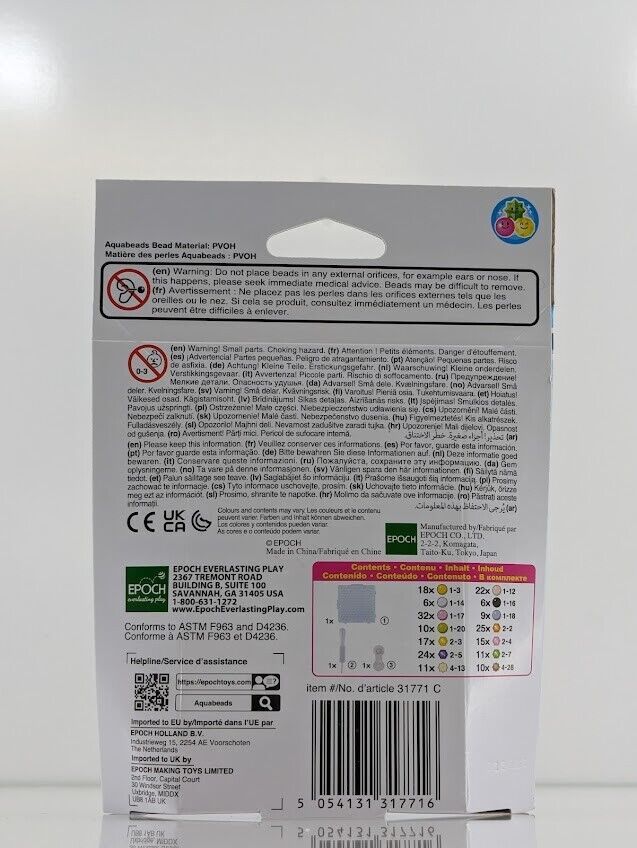 Aquabeads Bead Material: PVOH
Matière des perles Aquabeads : PVOH
(en) Warning: Do not place beads in any external orifices, for example ears or nose. If
this happens, please seek immediate medical advice. Beads may be difficult to remove.
(fr) Avertissement : Ne placez pas les perles dans les orifices externes tels que les
oreilles ou le nez. Si cela se produit, consultez immédiatement un médecin. Les perles
peuvent être difficiles à enlever.
0-3
(en) Warning! Small parts. Choking hazard. (fr) Attention ! Petits éléments. Danger d'étouffement.
(es) ¡Advertencia! Partes pequeñas. Peligro de atragantamiento. (pt) Atenção! Pequenas partes. Risco
de asfixia. (de) Achtung! Kleine Teile. Erstickungsgefahr. (nl) Waarschuwing! Kleine onderdelen.
Verstikkingsgevaar. (it) Avvertenza! Piccole parti. Rischio di soffocamento. (ru) Предупреждение!
Мелкие детали. Опасность удушья. (da) Advarsel! Små dele. Kvælningsfare. (no) Advarsel! Små
deler. Kvelningsfare. (sv) Varning! Små delar. Kvävningsrisk. (fi) Varoitus! Pieniä osia. Tukehtumisvaara. (et) Hoiatus!
Väikesed osad. Kägistamisoht. (lv) Brīdinājums! Sīkas detaļas. Aizrīšanās risks. (lt) Įspėjimas! Smulkios detalės.
Pavojus užspringti. (pl) Ostrzeżenie! Małe części. Niebezpieczeństwo udławienia się. (cs) Upozornění! Malé části.
Nebezpečí zalknutí. (sk) Upozornenie! Malé časti. Nebezpečenstvo dusenia. (hu) Figyelmeztetés! Kis alkatrészek.
Fulladásveszély. (sl) Opozorilo! Majhni deli. Nevarnost zadušitve zaradi tujka. (hr) Upozorenje! Mali dijelovi. Opasnost
od gušenja. (ro) Avertisment! Părți mici. Pericol de sufocare internă. (ar) تحذير! أجزاء صغيرة. خطر الاختناق.
(en) Please keep this information. (fr) Veuillez conserver ces informations. (es) Por favor, guarde esta información.
(pt) Por favor guarde esta informação. (de) Bitte bewahren Sie diese Information auf. (nl) Deze informatie goed
bewaren. (it) Conservare queste informazioni. (ru) Пожалуйста, сохраните эту информацию. (da) Gem
oplysningerne. (no) Ta vare på denne informasjonen. (sv) Vänligen spara den här informationen. (fi) Säilytä nämä
tiedot. (et) Palun säilitage see teave. (lv) Saglabājiet šo informāciju. (lt) Prašome išsaugoti šią informaciją. (pl) Prosimy
zachować te informacje. (cs) Tyto informace uschovejte, prosím. (sk) Uchovajte tieto informácie. (hu) Kérjük, őrizze
meg ezt az információt. (sl) Prosimo, shranite te napotke. (hr) Molimo da sačuvate ove informacije. (ro) Păstrați aceste
informații. (ar) يُرجى الاحتفاظ بهذه المعلومات.
CE UK CA
Colours and contents may vary. Les couleurs et le contenu
peuvent varier. Farben und Inhalt können abweichen.
Los colores y contenidos pueden variar.
As cores e o conteúdo podem variar.
©EPOCH
Made in China/Fabriqué en Chine
EPOCH
Manufactured by/Fabriqué par
EPOCH CO., LTD.
2-2-2, Komagata,
Taito-Ku, Tokyo, Japan
EPOCH
everlasting play
EPOCH EVERLASTING PLAY
2367 TREMONT ROAD
BUILDING B, SUITE 100
SAVANNAH, GA 31405 USA
1-800-631-1272
www.EpochEverlastingPlay.com
Conforms to ASTM F963 and D4236.
Conforme à ASTM F963 et D4236.
Contents • Contenu • Inhalt • Inhoud
Contenido • Conteúdo • Contenuto • В комплекте
1x ①
1x ② 1x ③
18x 1-3 22x 1-12
6x 1-14 6x 1-16
32x 1-17 9x 1-18
10x 1-20 25x 2-2
17x 2-3 15x 2-4
24x 2-5 11x 2-7
11x 4-13 10x 4-28
Helpline/Service d'assistance
https://epochtoys.com
Aquabeads
item #/No. d'article 31771 C
Imported to EU by/Importé dans l'UE par
EPOCH HOLLAND B.V.
Industrieweg 15, 2254 AE Voorschoten
The Netherlands
Imported to UK by
EPOCH MAKING TOYS LIMITED
2nd Floor, Capital Court
30 Windsor Street
Uxbridge, MIDDX
UB8 1AB UK
5 054131 317716